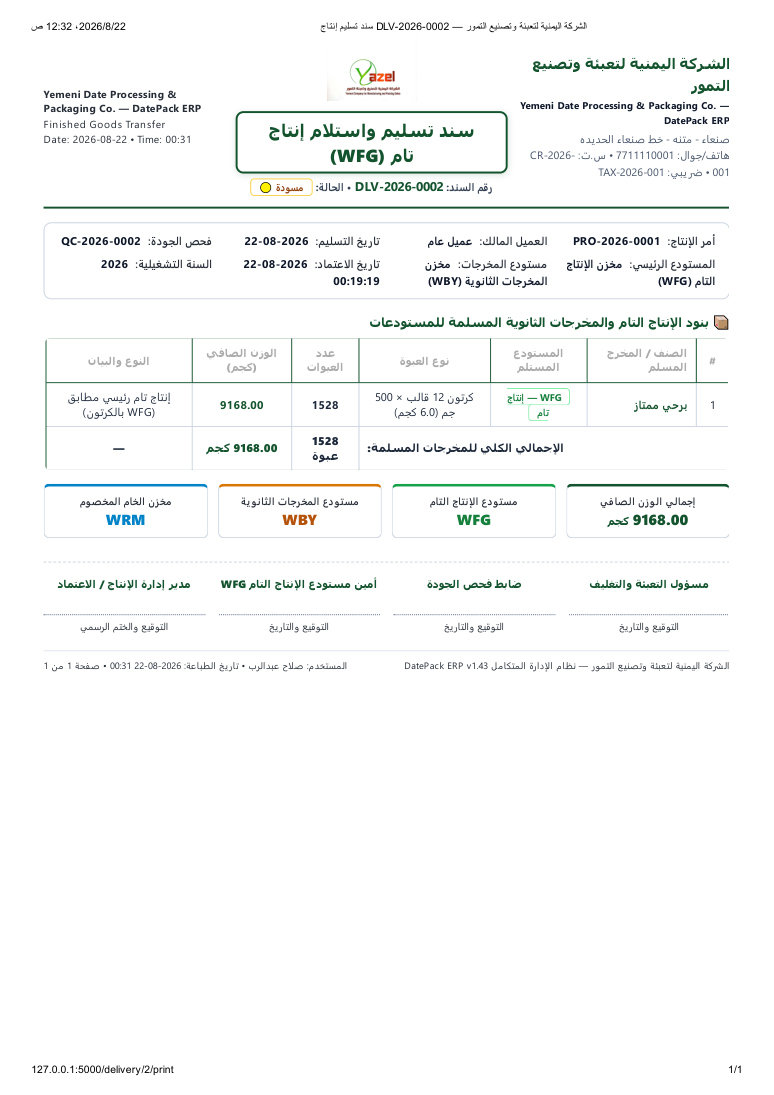 2026/8/22، 12:32 ص
الشركة اليمنية لتعبئة وتصنيع التمور — DLV-2026-0002 سند تسليم إنتاج
الشركة اليمنية لتعبئة وتصنيع
التمور
Yemeni Date Processing & Packaging Co. —
DatePack ERP
صنعاء - متنه - خط صنعاء الحديده
هاتف/جوال: 7711110001 • س.ت: CR-2026-
001 • ضريبي: TAX-2026-001
Yazel
سند تسليم واستلام إنتاج
تام (WFG)
رقم السند: DLV-2026-0002 • الحالة: مسودة
Yemeni Date Processing &
Packaging Co. — DatePack ERP
Finished Goods Transfer
Date: 2026-08-22 • Time: 00:31
أمر الإنتاج: PRO-2026-0001
العميل المالك: عميل عام
تاريخ التسليم: 2026-08-22
فحص الجودة: QC-2026-0002
المستودع الرئيسي: مخزن الإنتاج
التام (WFG)
مستودع المخرجات: مخزن
المخرجات الثانوية (WBY)
تاريخ الاعتماد: 2026-08-22
00:19:19
السنة التشغيلية: 2026
بنود الإنتاج التام والمخرجات الثانوية المسلمة للمستودعات
#
الصنف / المخرج
المسلم
المستودع
المستلم
نوع العبوة
عدد
العبوات
الوزن الصافي
(كجم)
النوع والبيان
1
برحي ممتاز
WFG — إنتاج
تام
كرتون 12 قالب × 500
جم (6.0 كجم)
1528
9168.00
إنتاج تام رئيسي مطابق
(WFG بالكرتون)
الإجمالي الكلي للمخرجات المسلمة:
1528
عبوة
9168.00 كجم
—
إجمالي الوزن الصافي
9168.00 كجم
مستودع الإنتاج التام
WFG
مستودع المخرجات الثانوية
WBY
مخزن الخام المخصوم
WRM
مسؤول التعبئة والتغليف
ضابط فحص الجودة
أمين مستودع الإنتاج التام WFG
مدير إدارة الإنتاج / الاعتماد
التوقيع والتاريخ
التوقيع والتاريخ
التوقيع والتاريخ
التوقيع والختم الرسمي
الشركة اليمنية لتعبئة وتصنيع التمور — نظام الإدارة المتكامل DatePack ERP v1.43
المستخدم: صلاح عبدالرب • تاريخ الطباعة: 2026-08-22 00:31 • صفحة 1 من 1
127.0.0.1:5000/delivery/2/print
1/1